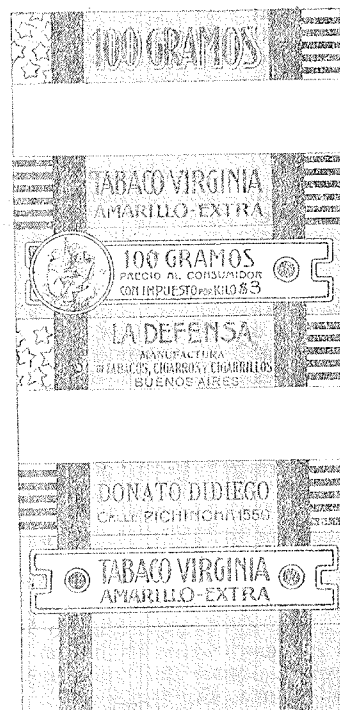 100 GRAMOS
TABACO VIRGINIA
AMARILLO-EXTRA
100 GRAMOS
PRECIO AL CONSUMIDOR
CON IMPUESTO POR KILO $3
LA DEFENSA
MANUFACTURA
DE TABACOS, CIGARROS Y CIGARRILLOS
BUENOS AIRES
DONATO DIDIEGO
CALLE PICHINCHA 1550
TABACO VIRGINIA
AMARILLO-EXTRA